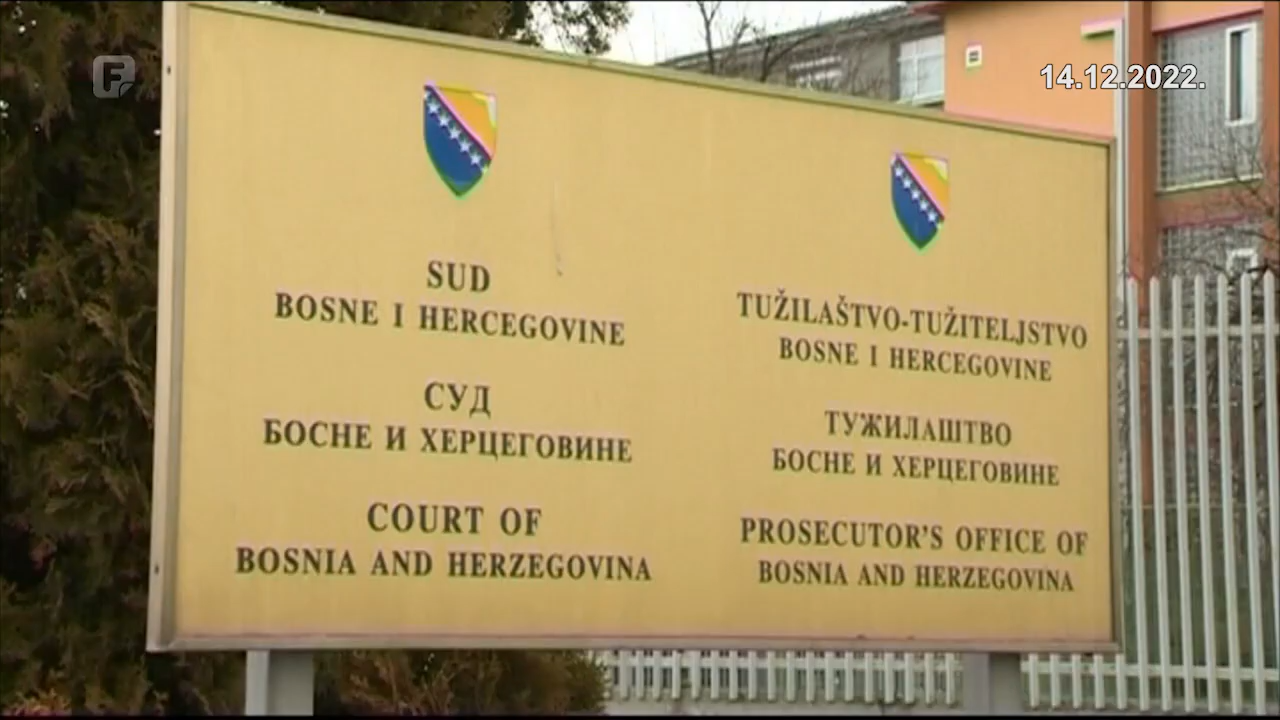 F
14.12.2022.
SUD
BOSNE I HERCEGOVINE
СУД
БОСНЕ И ХЕРЦЕГОВИНЕ
COURT OF
BOSNIA AND HERZEGOVINA
TUŽILAŠTVO-TUŽITELJSTVO
BOSNE I HERCEGOVINE
ТУЖИЛАШТВО
БОСНЕ И ХЕРЦЕГОВИНЕ
PROSECUTOR'S OFFICE OF
BOSNIA AND HERZEGOVINA